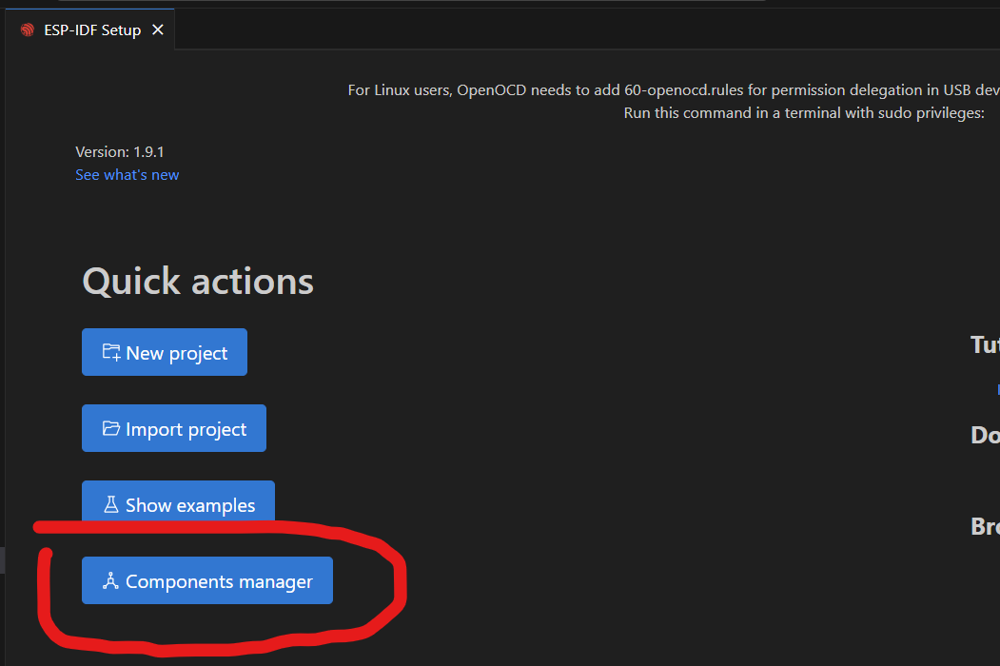 ESP-IDF Setup
For Linux users, OpenOCD needs to add 60-openocd.rules for permission delegation in USB dev
Run this command in a terminal with sudo privileges:
Version: 1.9.1
See what's new
Quick actions
New project
Import project
Show examples
Components manager
Tut
Do
Bro